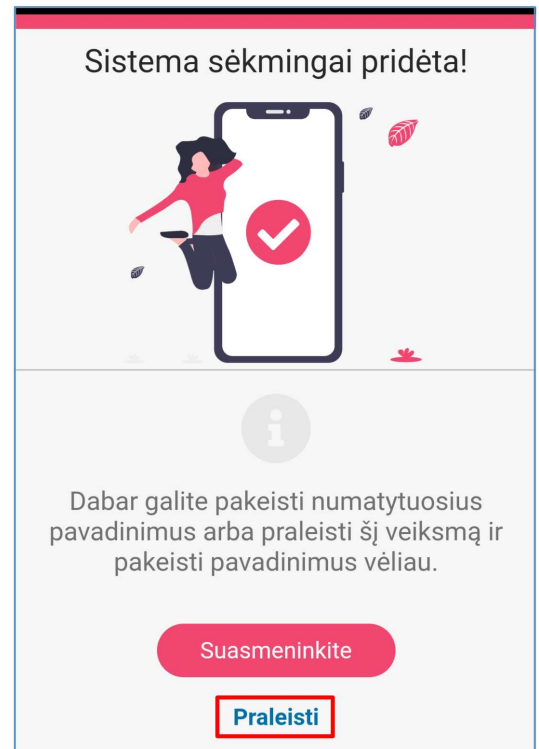 Sistema sėkmingai pridėta!
Dabar galite pakeisti numatytuosius
pavadinimus arba praleisti šį veiksmą ir
pakeisti pavadinimus vėliau.
Suasmeninkite
Praleisti